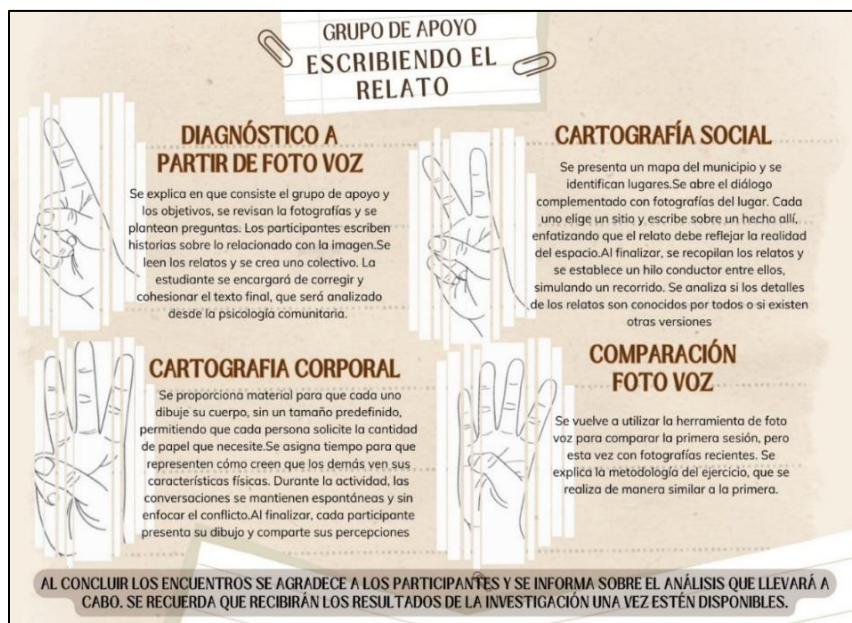 GRUPO DE APOYO
ESCRIBIENDO EL
RELATO
DIAGNÓSTICO A
PARTIR DE FOTO VOZ
Se explica en que consiste el grupo de apoyo
y los objetivos, se revisan la fotografías y se
plantean preguntas. Los participantes escriben
historias sobre lo relacionado con la imagen.Se
leen los relatos y se crea uno colectivo. La
estudiante se encargará de corregir y
cohesionar el texto final, que será analizado
desde la psicología comunitaria.
CARTOGRAFÍA SOCIAL
Se presenta un mapa del municipio y se
identifican lugares.Se abre el diálogo
complementado con fotografías del lugar. Cada
uno elige un sitio y escribe sobre un hecho allí,
enfatizando que el relato debe reflejar la realidad
del espacio.Al finalizar, se recopilan los relatos y
se establece un hilo conductor entre ellos,
simulando un recorrido. Se analiza si los detalles
de los relatos son conocidos por todos o si existen
otras versiones
CARTOGRAFIA CORPORAL
Se proporciona material para que cada uno
dibuje su cuerpo, sin un tamaño predefinido,
permitiendo que cada persona solicite la cantidad
de papel que necesite.Se asigna tiempo para que
representen cómo creen que los demás ven sus
características físicas. Durante la actividad, las
conversaciones se mantienen espontáneas y sin
enfocar el conflicto.Al finalizar, cada participante
presenta su dibujo y comparte sus percepciones
COMPARACIÓN
FOTO VOZ
Se vuelve a utilizar la herramienta de foto
voz para comparar la primera sesión, pero
esta vez con fotografías recientes. Se
explica la metodología del ejercicio, que se
realiza de manera similar a la primera.
AL CONCLUIR LOS ENCUENTROS SE AGRADECE A LOS PARTICIPANTES Y SE INFORMA SOBRE EL ANÁLISIS QUE LLEVARÁ A
CABO. SE RECUERDA QUE RECIBIRÁN LOS RESULTADOS DE LA INVESTIGACIÓN UNA VEZ ESTÉN DISPONIBLES.